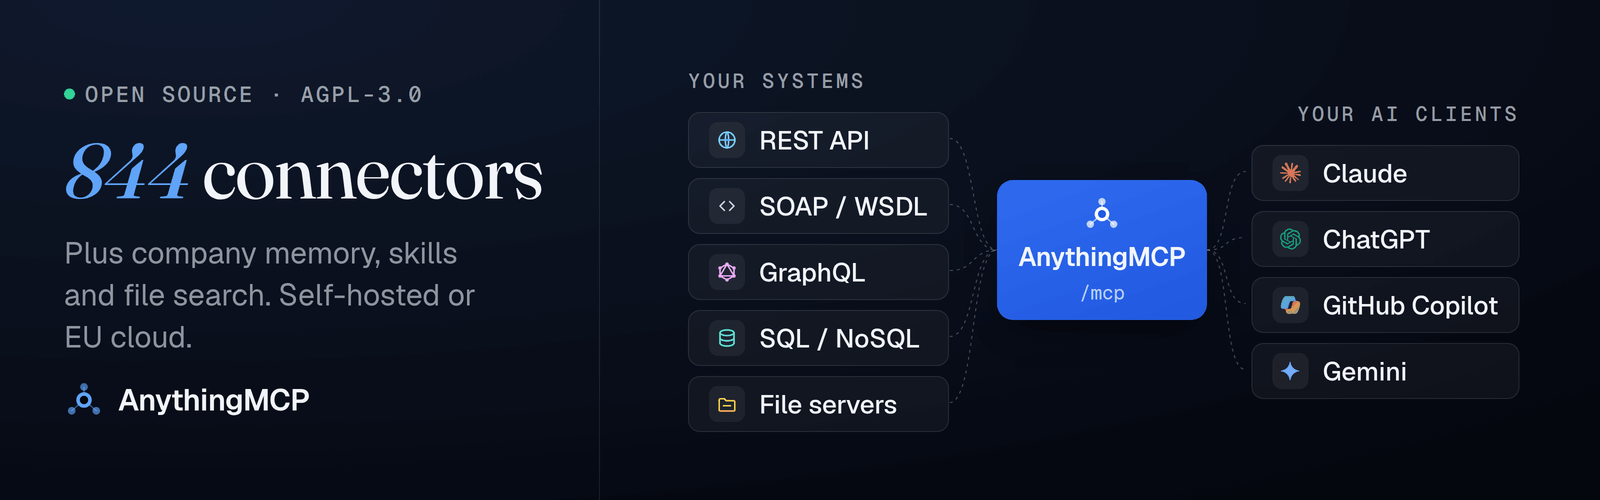 OPEN SOURCE · AGPL-3.0
844 connectors
Plus company memory, skills
and file search. Self-hosted or
EU cloud.
AnythingMCP
YOUR SYSTEMS
REST API
SOAP / WSDL
GraphQL
SQL / NoSQL
File servers
AnythingMCP
/mcp
YOUR AI CLIENTS
Claude
ChatGPT
GitHub Copilot
Gemini